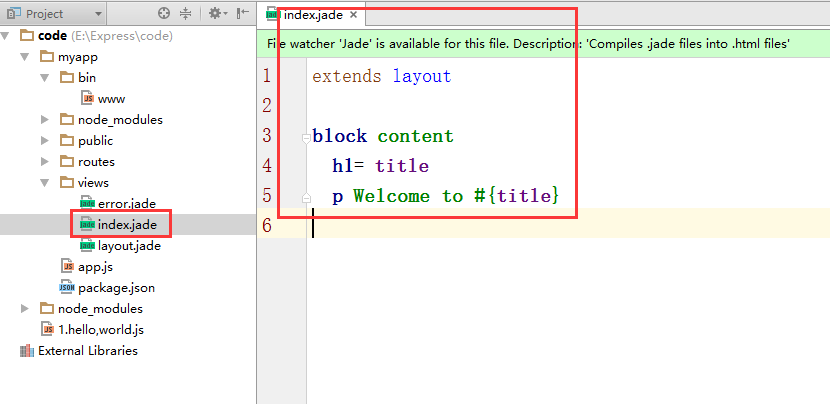 Project
code (E:\Express\code)
myapp
bin
www
node_modules
public
routes
views
error.jade
index.jade
layout.jade
app.js
package.json
node_modules
1.hello,world.js
External Libraries
index.jade
File watcher 'Jade' is available for this file. Description: 'Compiles .jade files into .html files'
1 extends layout
2
3 block content
4 h1= title
5 p Welcome to #{title}
6